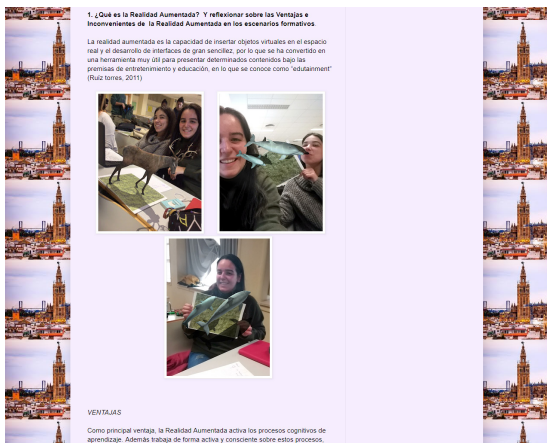 1. ¿Qué es la Realidad Aumentada?  Y reflexionar sobre las Ventajas e
Inconvenientes de  la Realidad Aumentada en los escenarios formativos.
La realidad aumentada es la capacidad de insertar objetos virtuales en el espacio
real y el desarrollo de interfaces de gran sencillez, por lo que se ha convertido en
una herramienta muy útil para presentar determinados contenidos bajo las
premisas de entretenimiento y educación, en lo que se conoce como "edutainment"
(Ruíz torres, 2011)
VENTAJAS
Como principal ventaja, la Realidad Aumentada activa los procesos cognitivos de
aprendizaje. Además trabaja de forma activa y consciente sobre estos procesos,